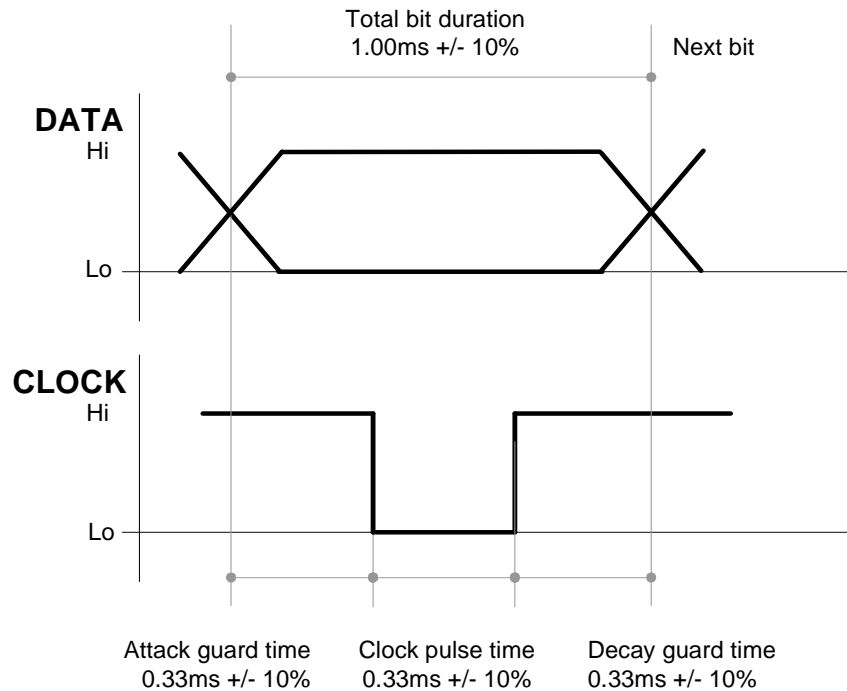 Total bit duration
1.00ms +/- 10%
Next bit
DATA
Hi
Lo
CLOCK
Hi
Lo
Attack guard time
0.33ms +/- 10%
Clock pulse time
0.33ms +/- 10%
Decay guard time
0.33ms +/- 10%